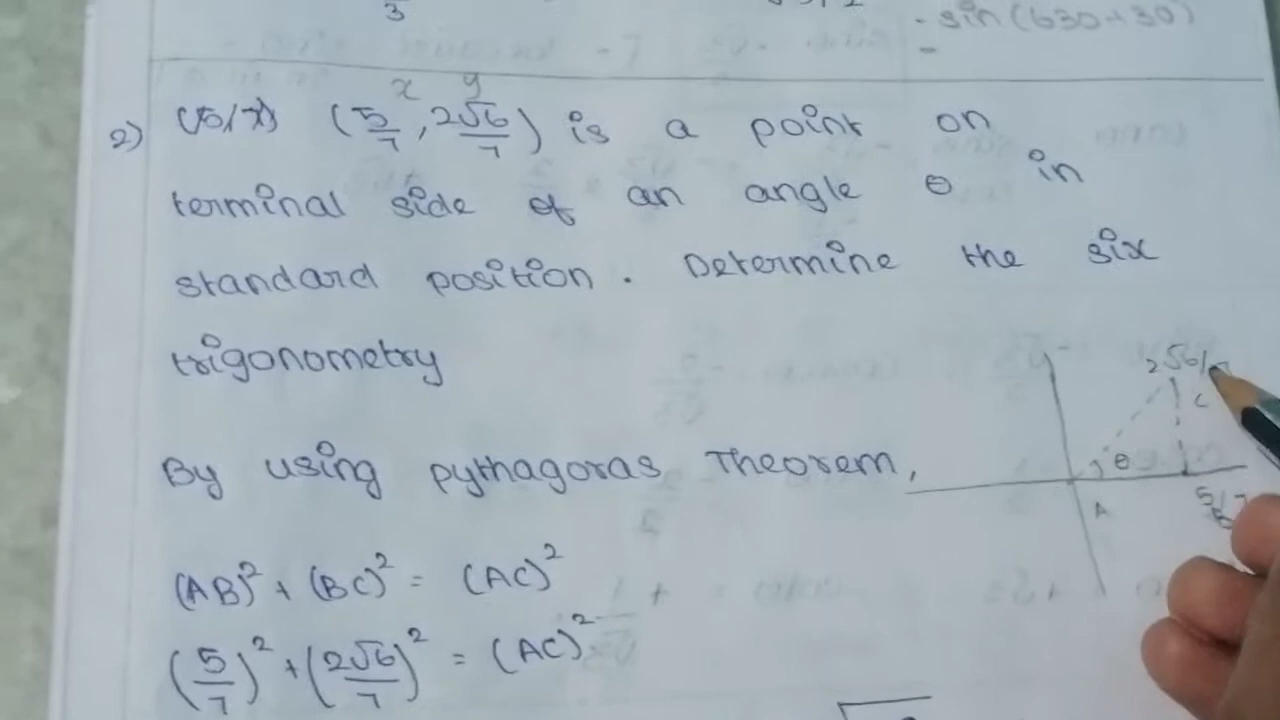 3
- sin(630+30)
x y
2) (5/7) (5/7, 2√6/7) is a point on
terminal side of an angle θ in
standard position. Determine the six
trigonometry
2√6/7
C
By using pythagoras Theorem,
θ
A
5/7
B
(AB)² + (BC)² = (AC)²
(5/7)² + (2√6/7)² = (AC)²